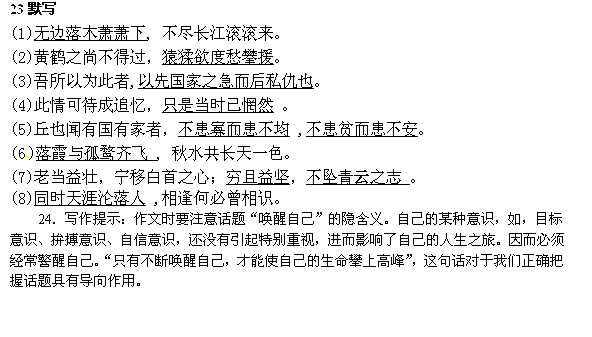 23 默写
(1)无边落木萧萧下，不尽长江滚滚来。
(2)黄鹤之尚不得过，猿猱欲度愁攀援。
(3)吾所以为此者,以先国家之急而后私仇也。
(4)此情可待成追忆，只是当时已惘然 。
(5)丘也闻有国有家者，不患寡而患不均 ,不患贫而患不安。
(6)落霞与孤鹜齐飞 ，秋水共长天一色。
(7)老当益壮，宁移白首之心；穷且益坚，不坠青云之志 。
(8)同时天涯沦落人 ,相逢何必曾相识。
24．写作提示：作文时要注意话题“唤醒自己”的隐含义。自己的某种意识，如，目标
意识、拚搏意识、自信意识，还没有引起特别重视，进而影响了自己的人生之旅。因而必须
经常警醒自己。“只有不断唤醒自己，才能使自己的生命攀上高峰”，这句话对于我们正确把
握话题具有导向作用。